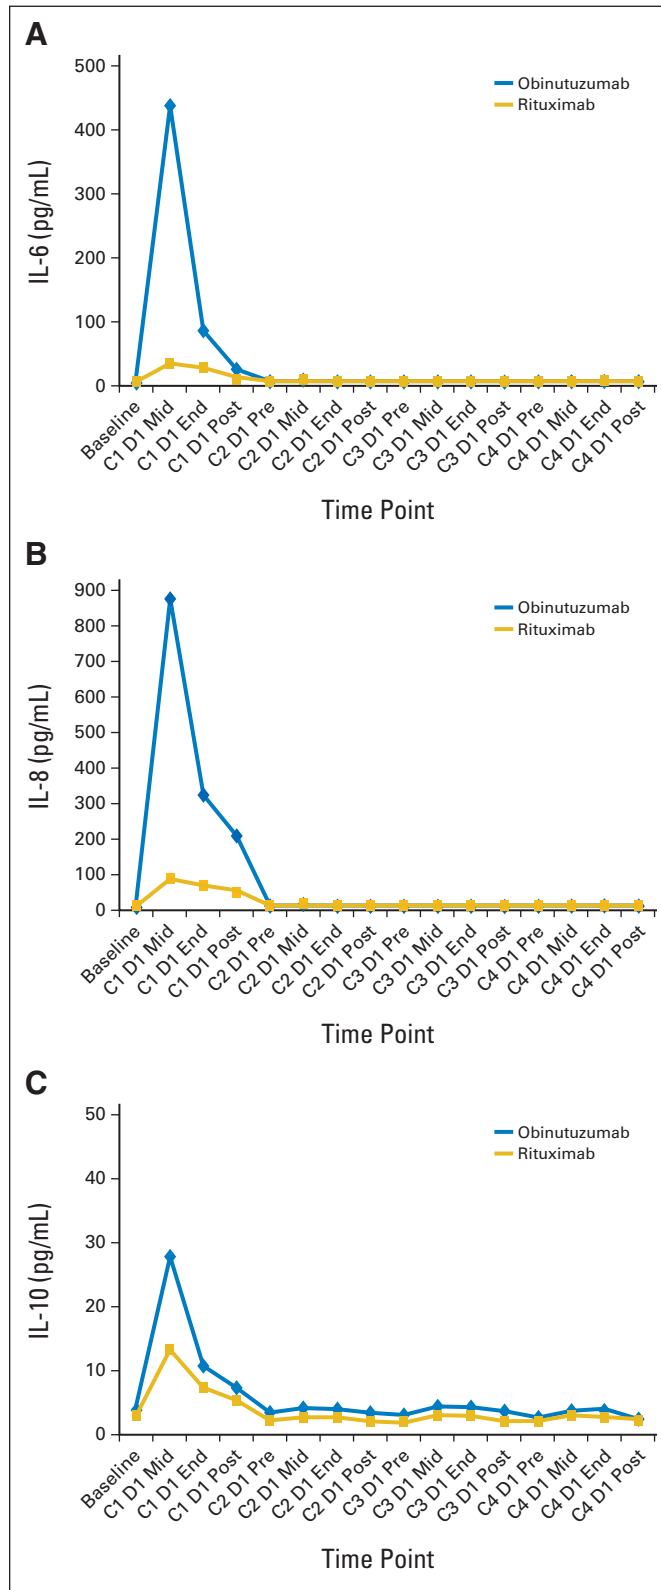 A
500
400
300
200
100
0
IL-6 (pg/mL)
Obinutuzumab
Rituximab
Baseline
C1 D1 Mid
C1 D1 End
C1 D1 Post
C2 D1 Pre
C2 D1 Mid
C2 D1 End
C2 D1 Post
C3 D1 Pre
C3 D1 Mid
C3 D1 End
C3 D1 Post
C4 D1 Pre
C4 D1 Mid
C4 D1 End
C4 D1 Post
Time Point
B
900
800
700
600
500
400
300
200
100
0
IL-8 (pg/mL)
Obinutuzumab
Rituximab
Baseline
C1 D1 Mid
C1 D1 End
C1 D1 Post
C2 D1 Pre
C2 D1 Mid
C2 D1 End
C2 D1 Post
C3 D1 Pre
C3 D1 Mid
C3 D1 End
C3 D1 Post
C4 D1 Pre
C4 D1 Mid
C4 D1 End
C4 D1 Post
Time Point
C
50
40
30
20
10
0
IL-10 (pg/mL)
Obinutuzumab
Rituximab
Baseline
C1 D1 Mid
C1 D1 End
C1 D1 Post
C2 D1 Pre
C2 D1 Mid
C2 D1 End
C2 D1 Post
C3 D1 Pre
C3 D1 Mid
C3 D1 End
C3 D1 Post
C4 D1 Pre
C4 D1 Mid
C4 D1 End
C4 D1 Post
Time Point